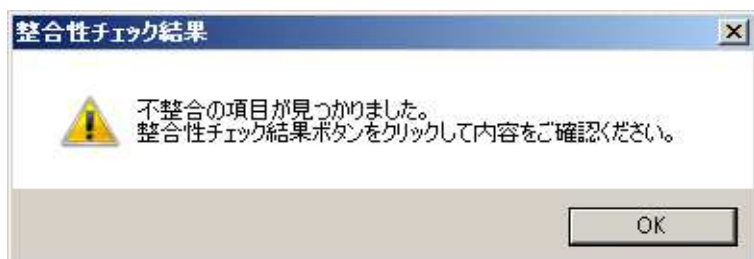 整合性チェック結果
不整合の項目が見つかりました。
整合性チェック結果ボタンをクリックして内容をご確認ください。
OK